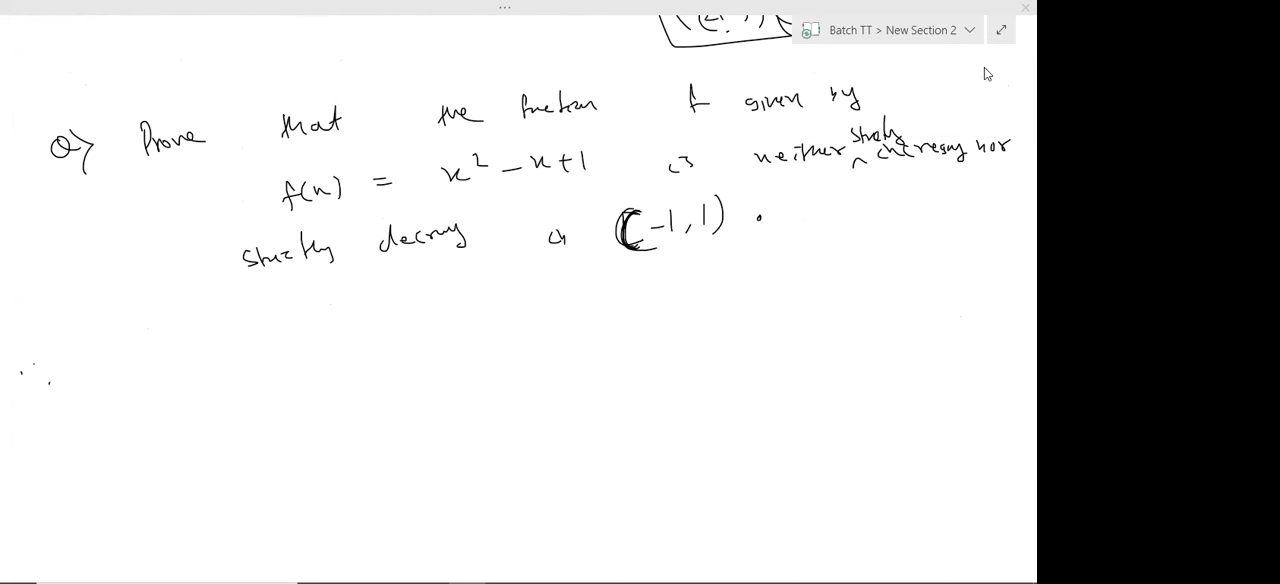 Batch TT > New Section 2
Q) Prove that the function f given by
f(x) = x² - x + 1 is neither strictly increasing nor
strictly decreasing on (-1, 1) .